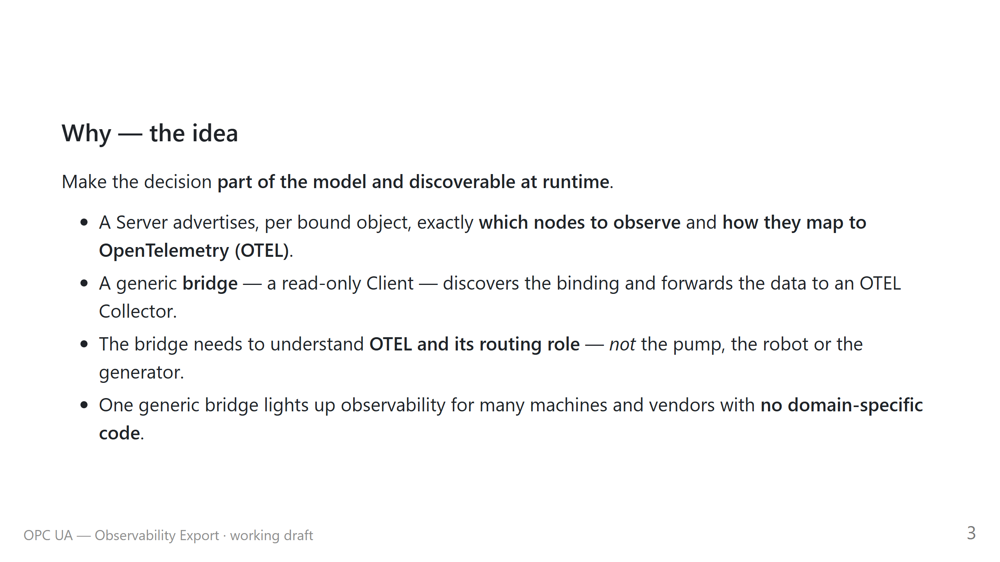 Why — the idea
Make the decision part of the model and discoverable at runtime.
• A Server advertises, per bound object, exactly which nodes to observe and how they map to
OpenTelemetry (OTEL).
• A generic bridge — a read-only Client — discovers the binding and forwards the data to an OTEL
Collector.
• The bridge needs to understand OTEL and its routing role — not the pump, the robot or the
generator.
• One generic bridge lights up observability for many machines and vendors with no domain-specific
code.
OPC UA — Observability Export · working draft
3